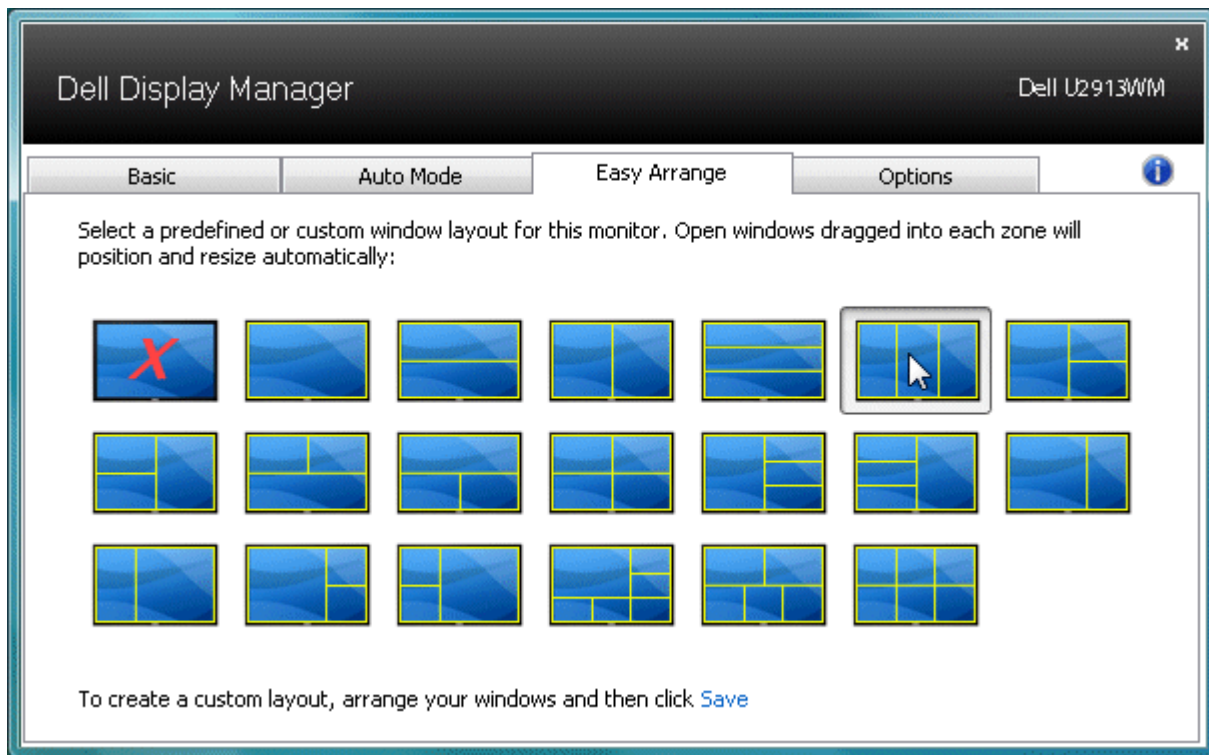 Dell Display Manager
Dell U2913WM
Basic
Auto Mode
Easy Arrange
Options
Select a predefined or custom window layout for this monitor. Open windows dragged into each zone will
position and resize automatically:
To create a custom layout, arrange your windows and then click Save